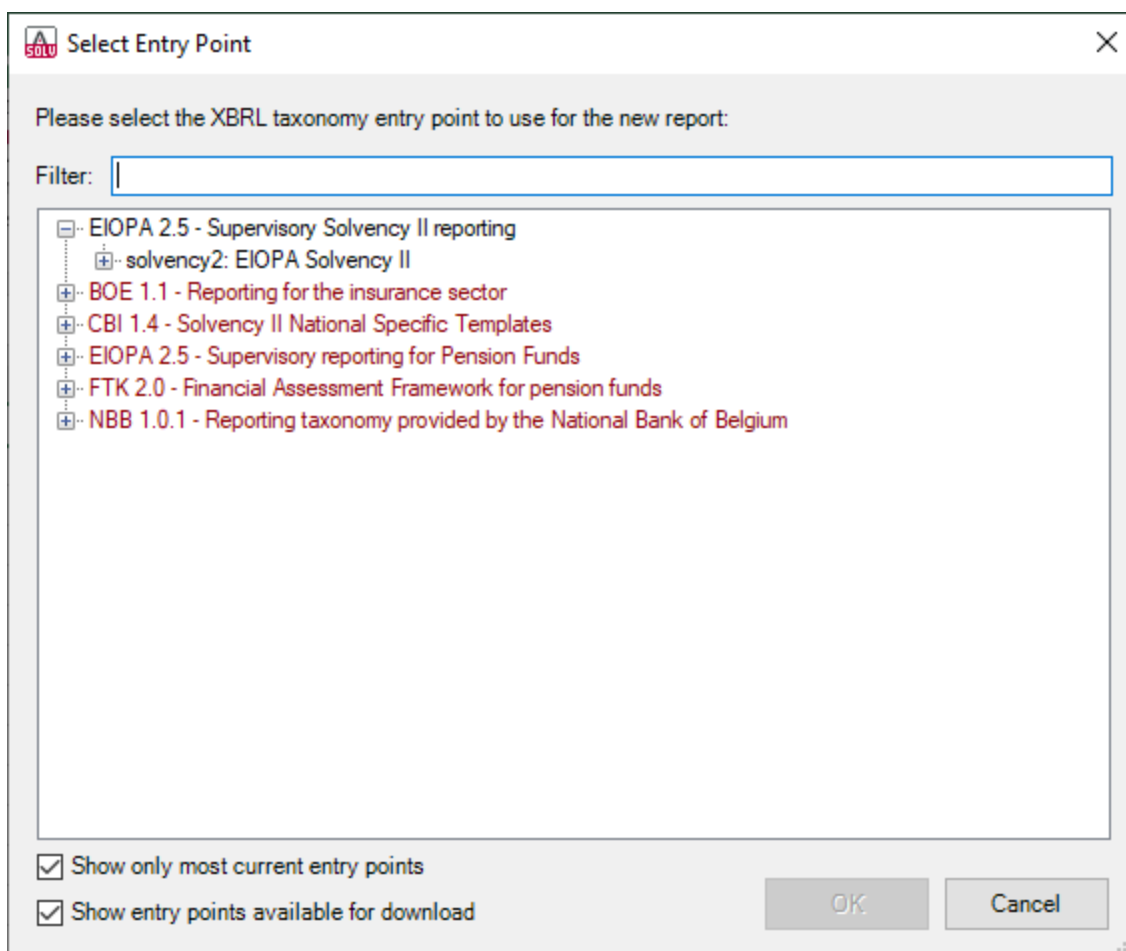 SOLV Select Entry Point
Please select the XBRL taxonomy entry point to use for the new report:
Filter:
EIOPA 2.5 - Supervisory Solvency II reporting
solvency2: EIOPA Solvency II
BOE 1.1 - Reporting for the insurance sector
CBI 1.4 - Solvency II National Specific Templates
EIOPA 2.5 - Supervisory reporting for Pension Funds
FTK 2.0 - Financial Assessment Framework for pension funds
NBB 1.0.1 - Reporting taxonomy provided by the National Bank of Belgium
Show only most current entry points
Show entry points available for download
OK
Cancel